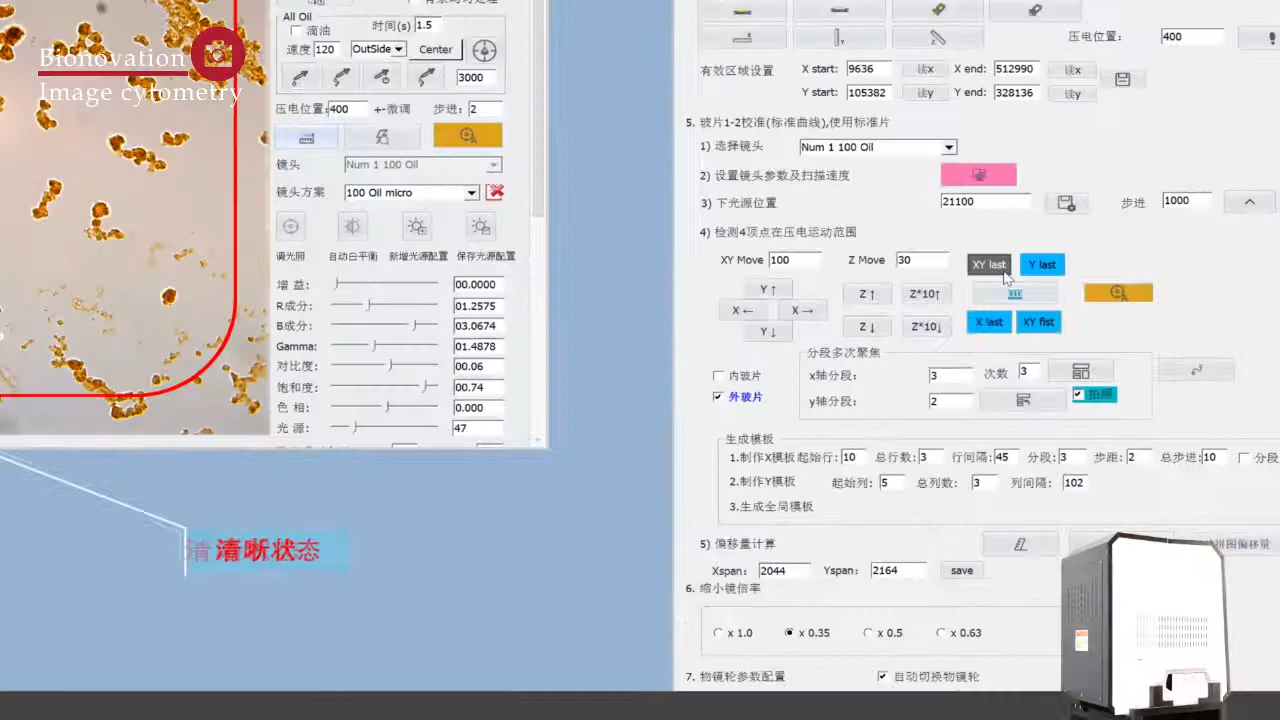 Bionovation
Image cytometry
All Oil
滴油
时间(s) 1.5
速度 120 OutSide Center
3000
压电位置:400 +-微调 步进: 2
镜头 Num 1 100 Oil
镜头方案 100 Oil micro
调光照 自动白平衡 新增光源配置 保存光源配置
增 益: 00.0000
R成分: 01.2575
B成分: 03.0674
Gamma: 01.4878
对比度: 00.06
饱和度: 00.74
色 相: 0.000
光 源: 47
清晰状态
压电位置: 400
有效区域设置 X start: 9636 读x X end: 512990 读x
Y start: 105382 读y Y end: 328136 读y
5. 玻片1-2校准(标准曲线),使用标准片
1) 选择镜头 Num 1 100 Oil
2) 设置镜头参数及扫描速度
3) 下光源位置 21100 步进 1000
4) 检测4顶点在压电运动范围
XY Move 100 Z Move 30 XY last Y last
Y↑
X← X→ Z↑ Z*10↑
Y↓ Z↓ Z*10↓ X last XY fist
分段多次聚焦
内玻片 x轴分段: 3 次数 3
外玻片 y轴分段: 2 拍照
生成模板
1.制作X模板 起始行: 10 总行数: 3 行间隔: 45 分段: 3 步距: 2 总步进: 10 分段
2.制作Y模板 起始列: 5 总列数: 3 列间隔: 102
3.生成全局模板
5) 偏移量计算 拼图偏移量
Xspan: 2044 Yspan: 2164 save
6. 缩小镜倍率
x 1.0 x 0.35 x 0.5 x 0.63
7. 物镜轮参数配置 自动切换物镜轮